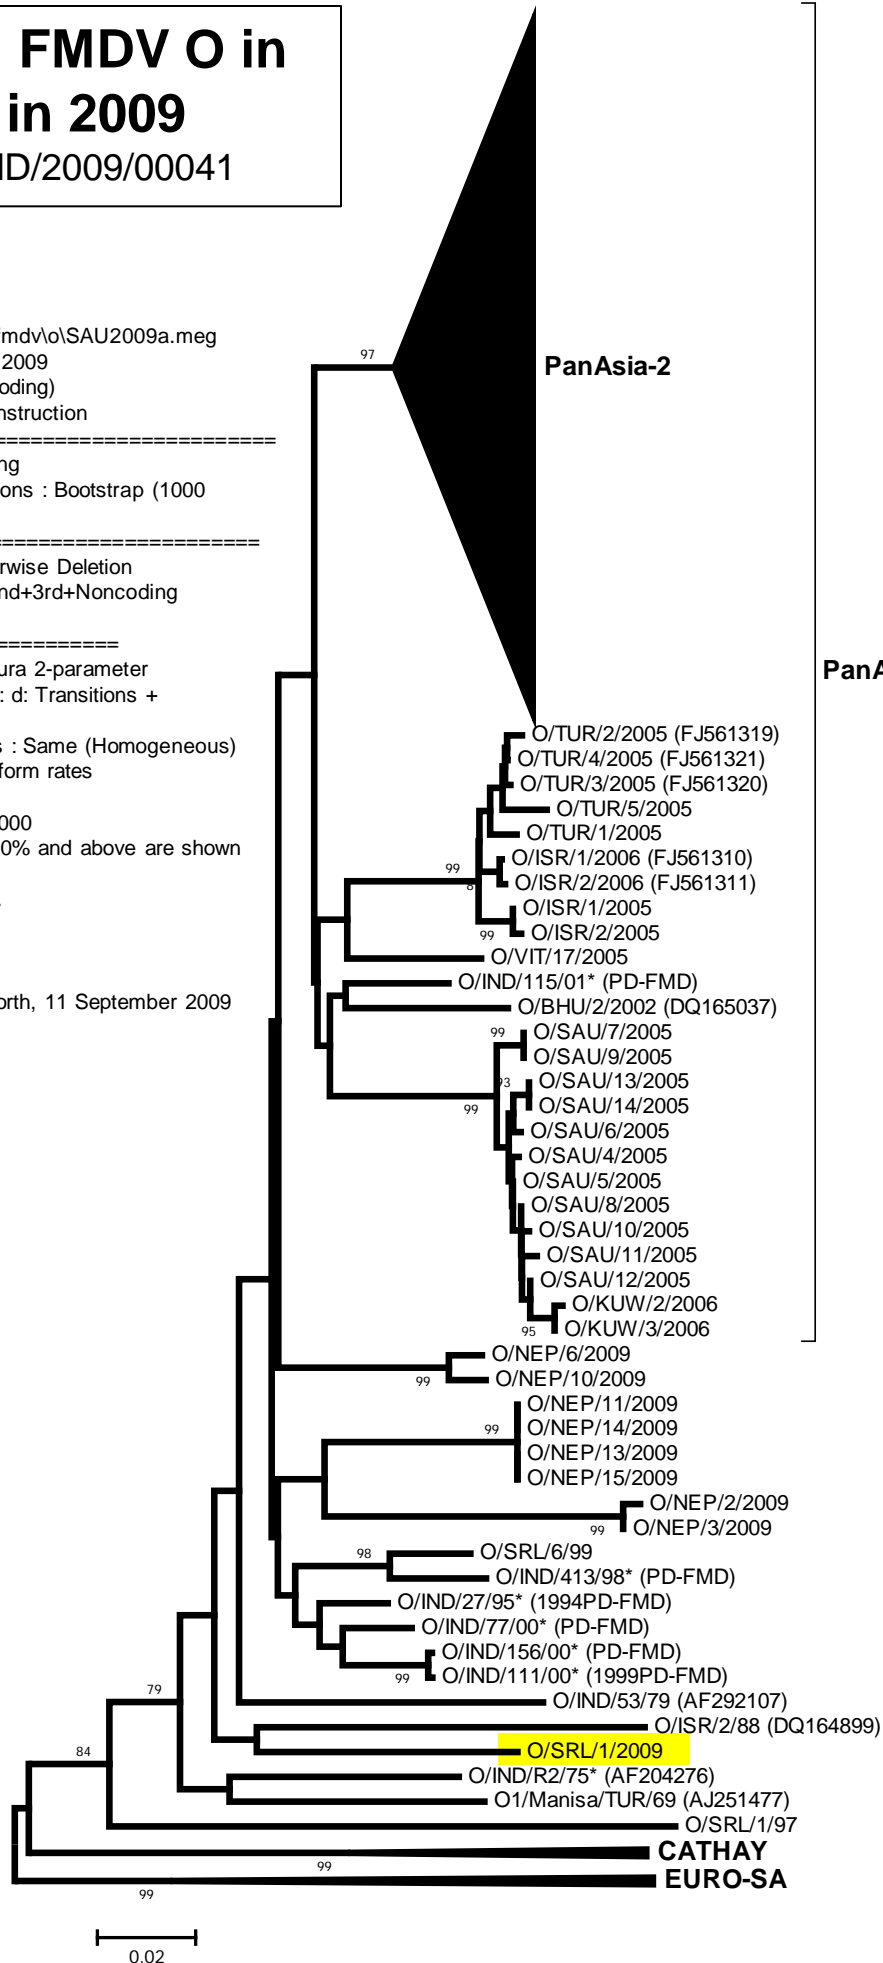 FMDV O in
in 2009
D/2009/00041
mdv\o\SAU2009a.meg
2009
oding)
nstruction
=======================
ng
ons : Bootstrap (1000
======================
rwise Deletion
nd+3rd+Noncoding
==========
ura 2-parameter
: d: Transitions +
s : Same (Homogeneous)
form rates
000
0% and above are shown
orth, 11 September 2009
97
PanAsia-2
PanA
O/TUR/2/2005 (FJ561319)
O/TUR/4/2005 (FJ561321)
O/TUR/3/2005 (FJ561320)
O/TUR/5/2005
O/TUR/1/2005
O/ISR/1/2006 (FJ561310)
99
O/ISR/2/2006 (FJ561311)
O/ISR/1/2005
O/ISR/2/2005
99
O/VIT/17/2005
O/IND/115/01* (PD-FMD)
O/BHU/2/2002 (DQ165037)
O/SAU/7/2005
99
O/SAU/9/2005
O/SAU/13/2005
93
O/SAU/14/2005
99
O/SAU/6/2005
O/SAU/4/2005
O/SAU/5/2005
O/SAU/8/2005
O/SAU/10/2005
O/SAU/11/2005
O/SAU/12/2005
O/KUW/2/2006
O/KUW/3/2006
95
O/NEP/6/2009
O/NEP/10/2009
99
O/NEP/11/2009
O/NEP/14/2009
99
O/NEP/13/2009
O/NEP/15/2009
O/NEP/2/2009
O/NEP/3/2009
99
O/SRL/6/99
98
O/IND/413/98* (PD-FMD)
O/IND/27/95* (1994PD-FMD)
O/IND/77/00* (PD-FMD)
O/IND/156/00* (PD-FMD)
O/IND/111/00* (1999PD-FMD)
99
O/IND/53/79 (AF292107)
79
O/ISR/2/88 (DQ164899)
O/SRL/1/2009
84
O/IND/R2/75* (AF204276)
O1/Manisa/TUR/69 (AJ251477)
O/SRL/1/97
CATHAY
99
EURO-SA
99
0.02